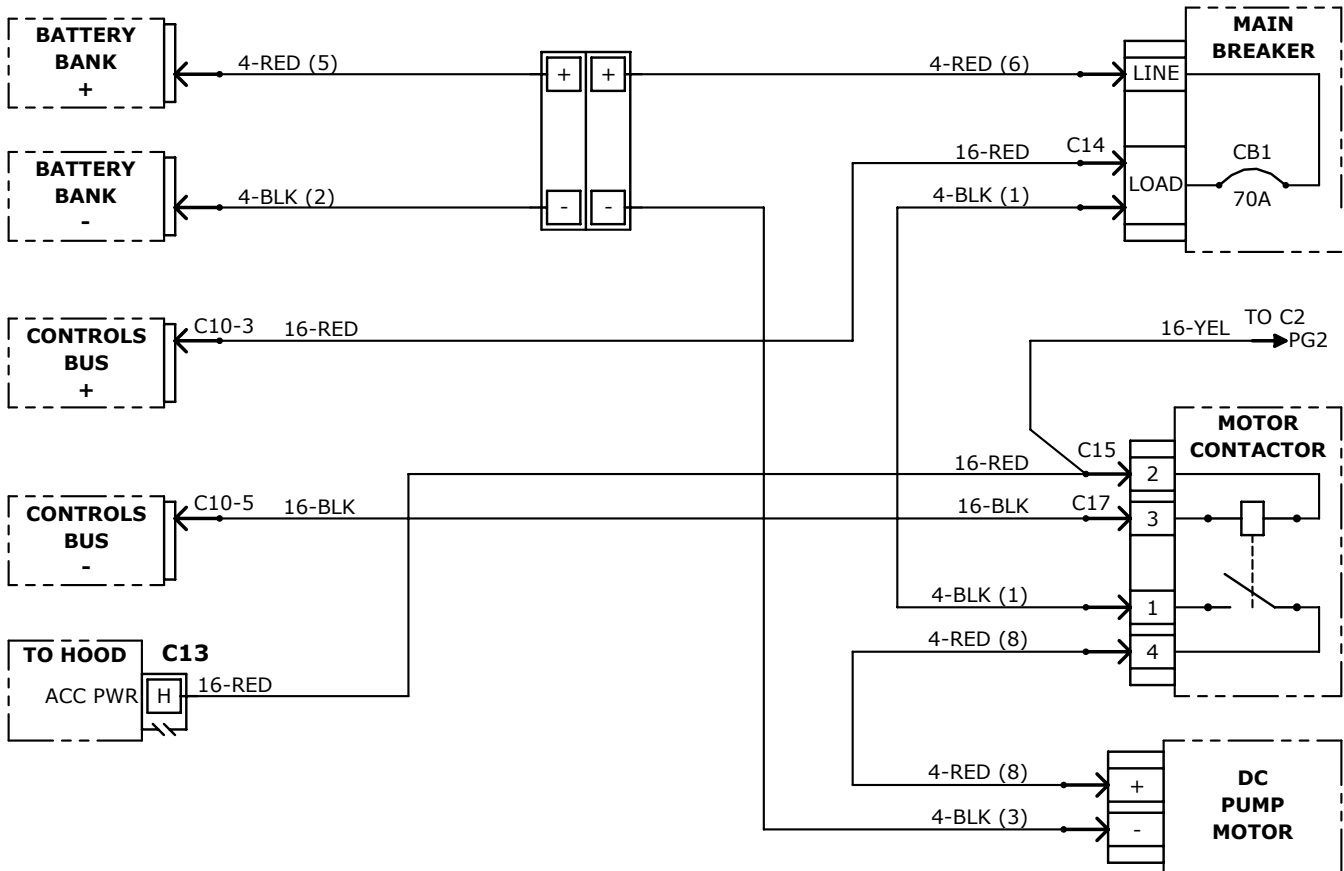 BATTERY
BANK
+
4-RED (5)
+ +
4-RED (6)
LINE
MAIN
BREAKER
BATTERY
BANK
-
4-BLK (2)
- -
16-RED
C14
4-BLK (1)
LOAD
CB1
70A
CONTROLS
BUS
+
C10-3
16-RED
16-YEL
TO C2
PG2
CONTROLS
BUS
-
C10-5
16-BLK
16-RED
C15
2
16-BLK
C17
3
4-BLK (1)
1
4-RED (8)
4
MOTOR
CONTACTOR
TO HOOD
C13
ACC PWR
H
16-RED
4-RED (8)
+
4-BLK (3)
-
DC
PUMP
MOTOR